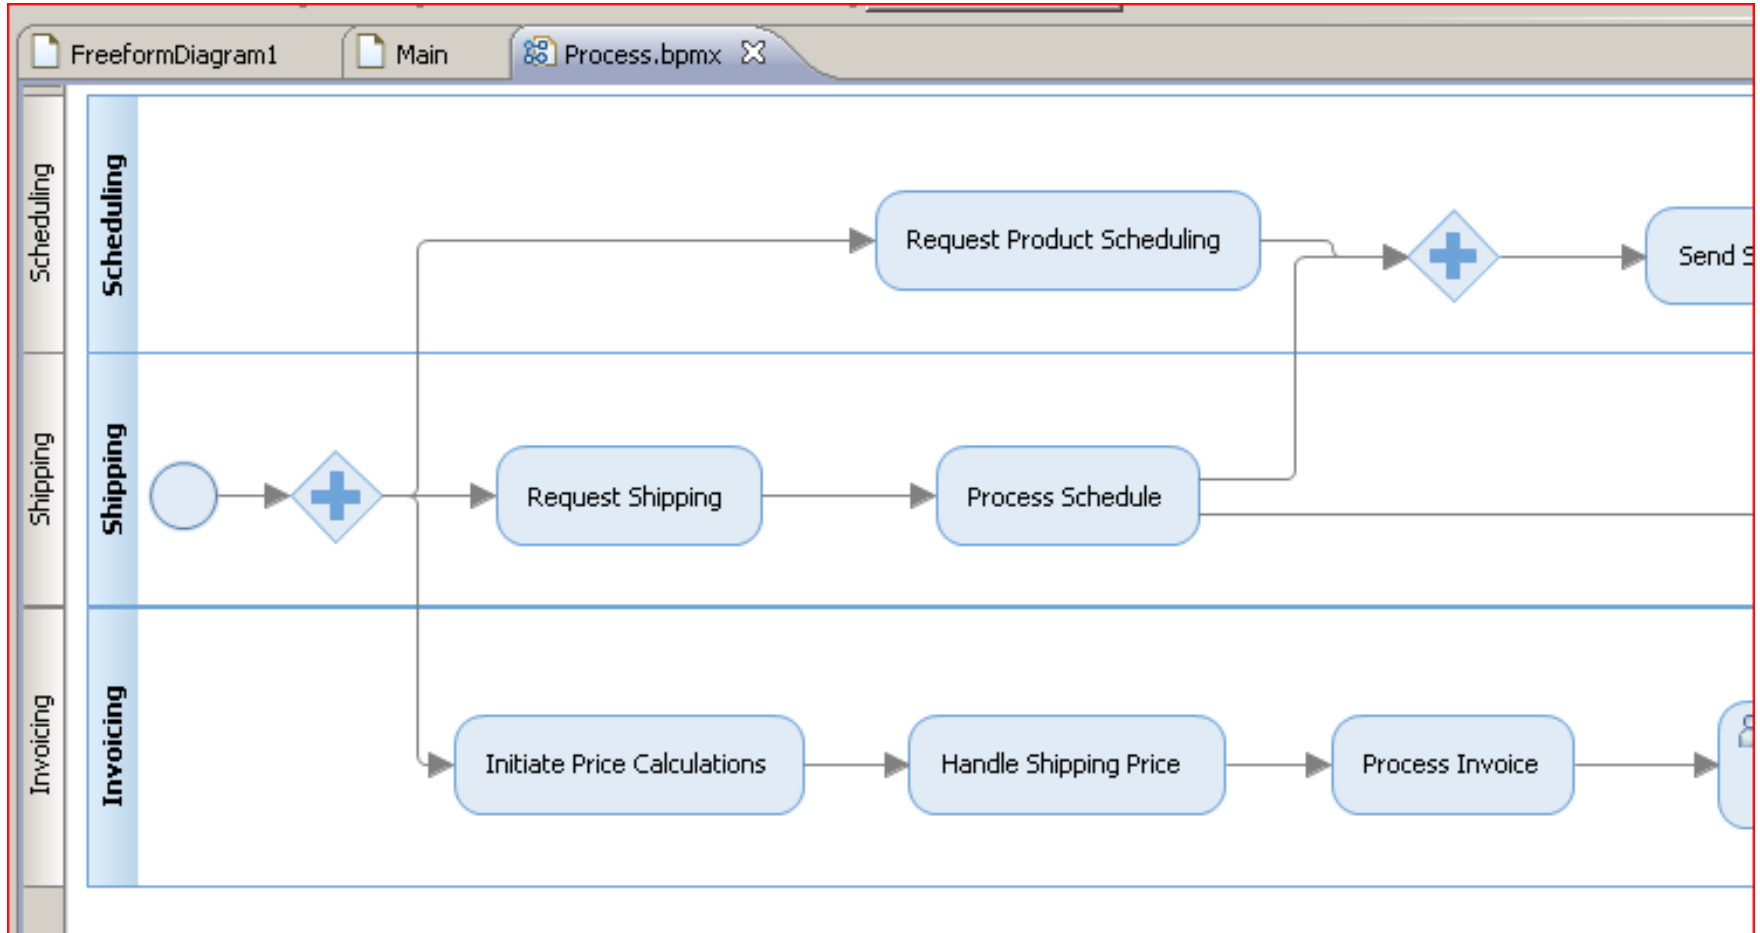 FreeformDiagram1
Main
Process.bpmx
Scheduling
Scheduling
Request Product Scheduling
Send S
Shipping
Shipping
Request Shipping
Process Schedule
Invoicing
Invoicing
Initiate Price Calculations
Handle Shipping Price
Process Invoice